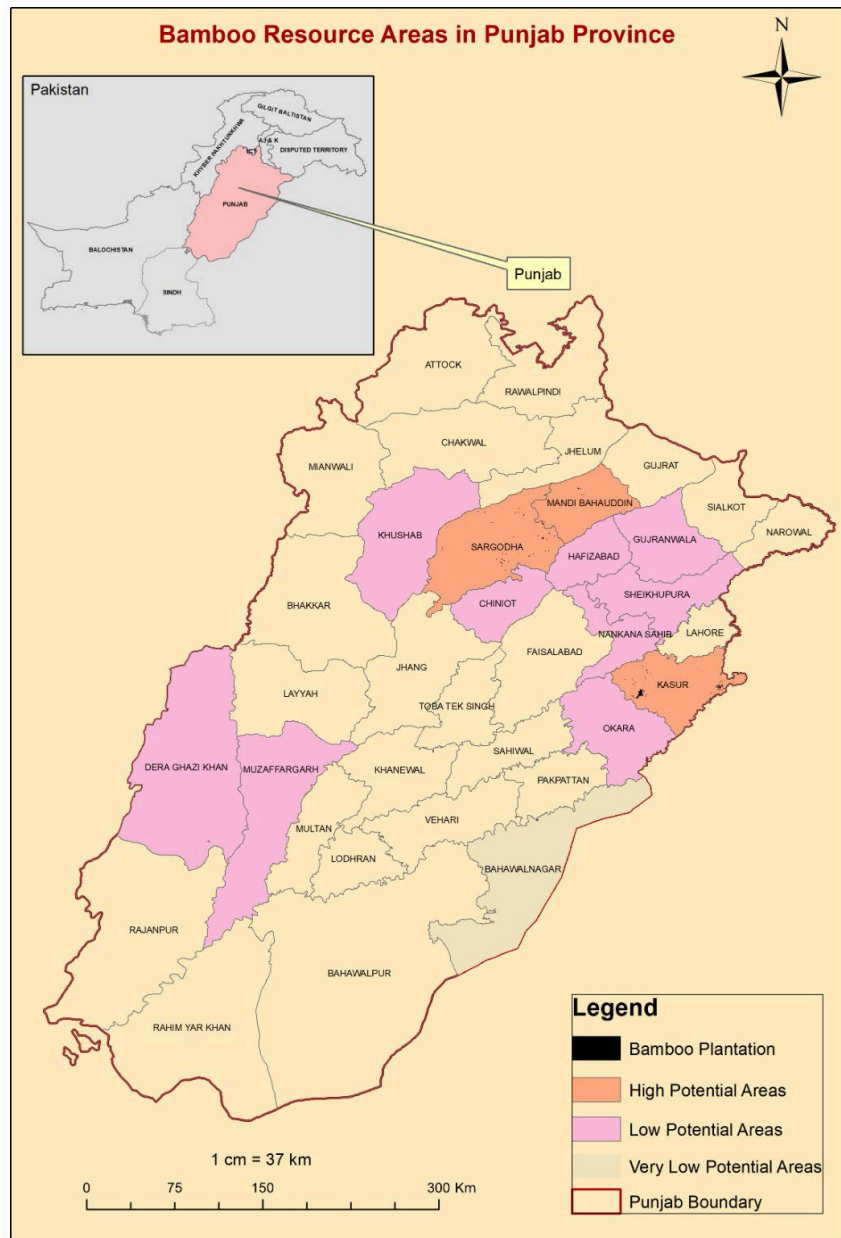 Bamboo Resource Areas in Punjab Province
N
Pakistan
GILGIT BALTISTAN
KHYBER PAKHTUNKHWA
AJ & K
ICT
DISPUTED TERRITORY
PUNJAB
BALOCHISTAN
SINDH
Punjab
ATTOCK
RAWALPINDI
CHAKWAL
JHELUM
MIANWALI
GUJRAT
MANDI BAHAUDDIN
SIALKOT
KHUSHAB
SARGODHA
GUJRANWALA
NAROWAL
HAFIZABAD
BHAKKAR
CHINIOT
SHEIKHUPURA
NANKANA SAHIB
LAHORE
FAISALABAD
JHANG
KASUR
LAYYAH
TOBA TEK SINGH
OKARA
SAHIWAL
DERA GHAZI KHAN
MUZAFFARGARH
KHANEWAL
PAKPATTAN
VEHARI
MULTAN
LODHRAN
BAHAWALNAGAR
RAJANPUR
BAHAWALPUR
RAHIM YAR KHAN
Legend
Bamboo Plantation
High Potential Areas
Low Potential Areas
Very Low Potential Areas
Punjab Boundary
1 cm = 37 km
0 75 150 300 Km